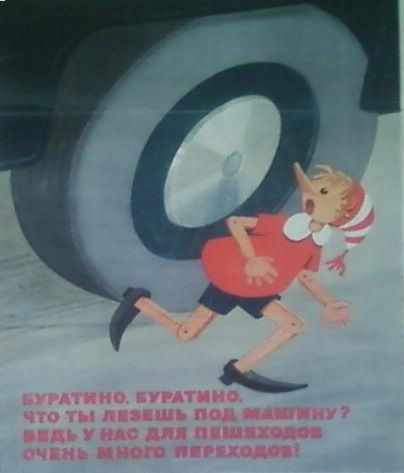 БУРАТИНО, БУРАТИНО,
ЧТО ТЫ ЛЕЗЕШЬ ПОД МАШИНУ?
ВЕДЬ У НАС ДЛЯ ПЕШЕХОДОВ
ОЧЕНЬ МНОГО ПЕРЕХОДОВ!